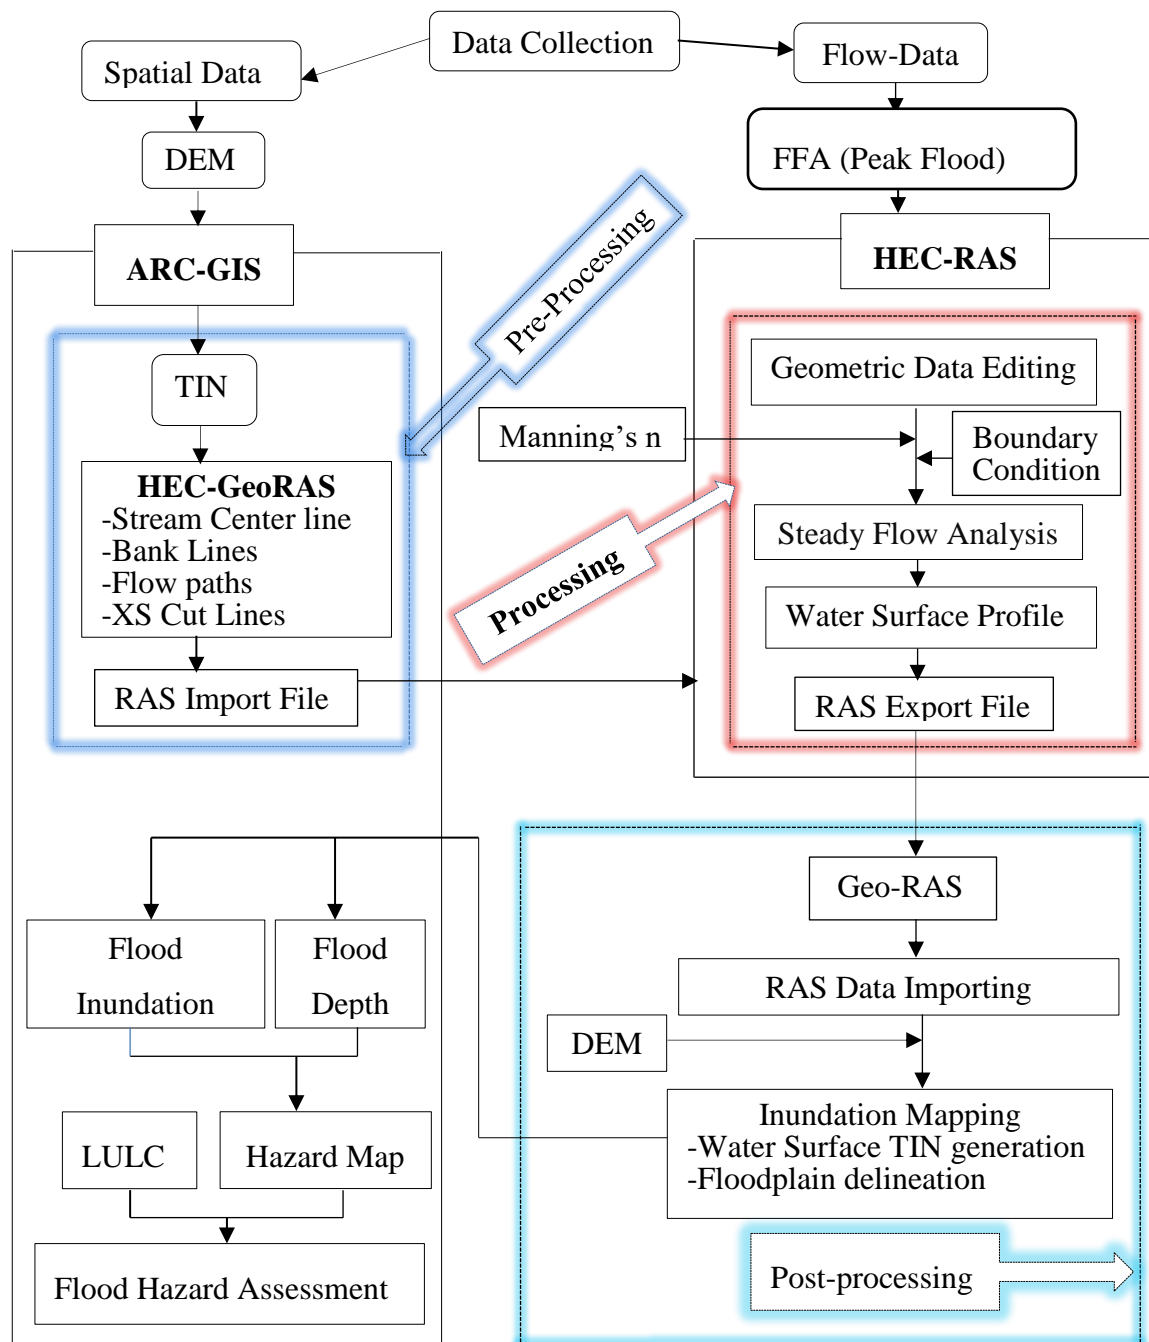 Data Collection
Spatial Data
Flow-Data
DEM
FFA (Peak Flood)
ARC-GIS
HEC-RAS
Pre-Processing
TIN
Geometric Data Editing
Manning's n
Boundary
Condition
HEC-GeoRAS
-Stream Center line
-Bank Lines
-Flow paths
-XS Cut Lines
Steady Flow Analysis
Processing
Water Surface Profile
RAS Import File
RAS Export File
Geo-RAS
Flood
Inundation
Flood
Depth
RAS Data Importing
DEM
Inundation Mapping
-Water Surface TIN generation
-Floodplain delineation
LULC
Hazard Map
Post-processing
Flood Hazard Assessment